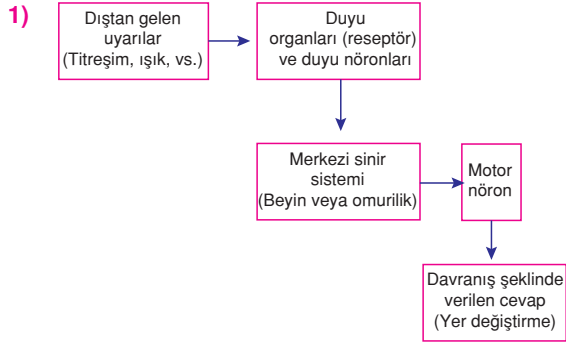 1)
Dıştan gelen
uyarılar
(Titreşim, ışık, vs.)
Duyu
organları (reseptör)
ve duyu nöronları
Merkezi sinir
sistemi
(Beyin veya omurilik)
Motor
nöron
Davranış şeklinde
verilen cevap
(Yer değiştirme)